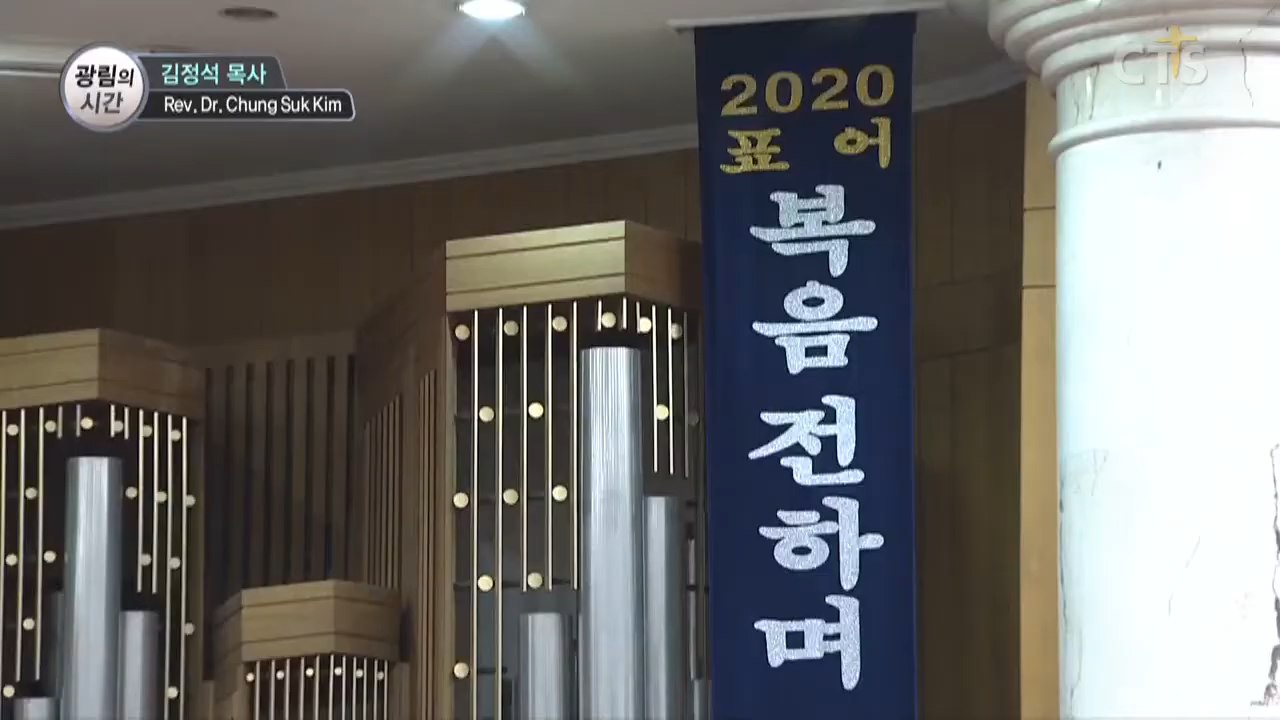 광림의
시간
김정석 목사
Rev. Dr. Chung Suk Kim
CTS
2020
표 어
복음 전하며